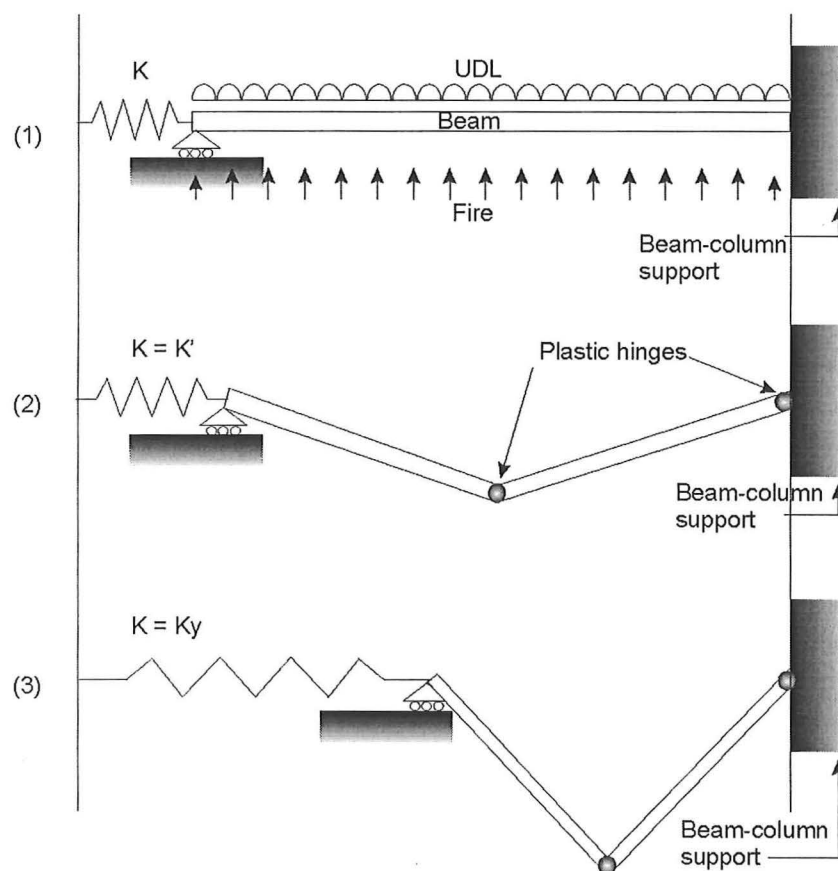 K
UDL
(1)
Beam
Fire
Beam-column
support
K = K'
Plastic hinges
(2)
Beam-column
support
K = Ky
(3)
Beam-column
support